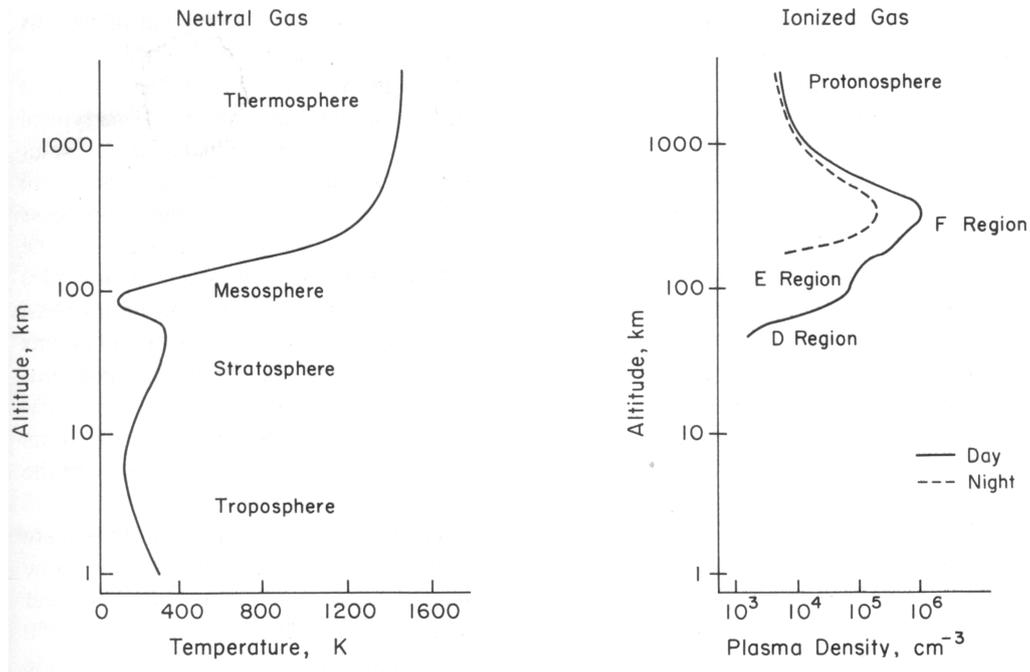 Neutral Gas
Thermosphere
1000
100
Mesosphere
Stratosphere
10
Troposphere
1
0 400 800 1200 1600
Temperature, K
Altitude, km
Ionized Gas
Protonosphere
1000
F Region
E Region
100
D Region
10
Day
Night
1
10³ 10⁴ 10⁵ 10⁶
Plasma Density, cm⁻³
Altitude, km